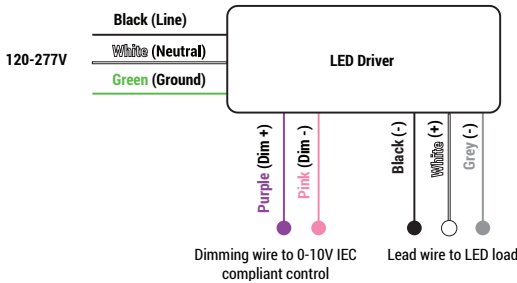 Black (Line)
120-277V
White (Neutral)
Green (Ground)
LED Driver
Purple (Dim +)
Pink (Dim -)
Black (-)
White (+)
Grey (-)
Dimming wire to 0-10V IEC
compliant control
Lead wire to LED load